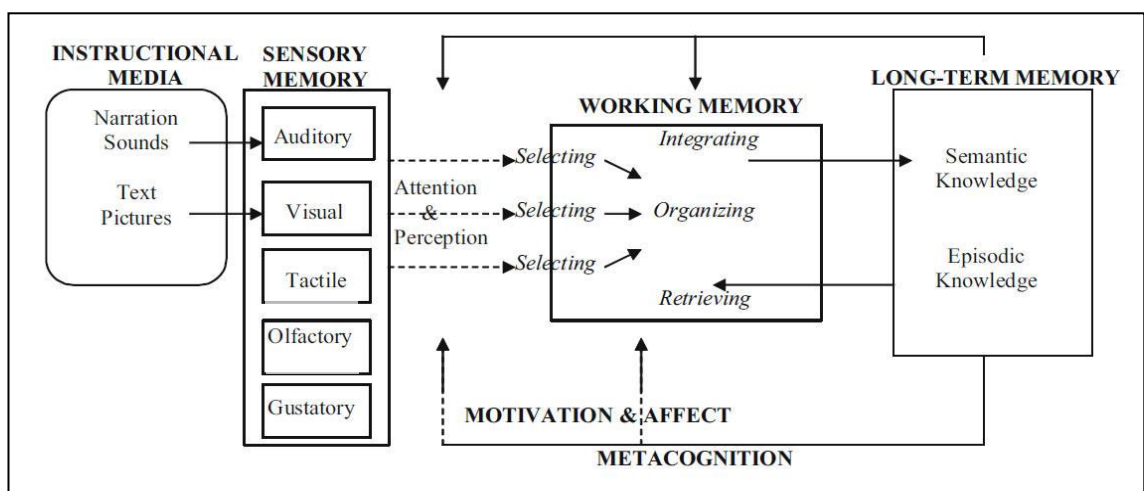 INSTRUCTIONAL
MEDIA
Narration
Sounds
Text
Pictures
SENSORY
MEMORY
Auditory
Visual
Tactile
Olfactory
Gustatory
Attention
&
Perception
Selecting
Selecting
Selecting
WORKING MEMORY
Integrating
Organizing
Retrieving
LONG-TERM MEMORY
Semantic
Knowledge
Episodic
Knowledge
MOTIVATION & AFFECT
METACOGNITION